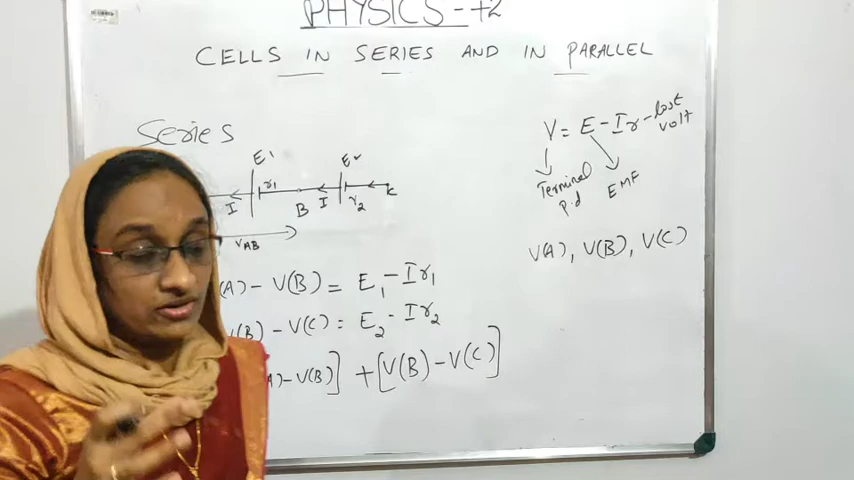 PHYSICS-+2
CELLS IN SERIES AND IN PARALLEL
Series
E' E
I r1 B I r2 C
VAB
V = E - Ir - lost volt
Terminal p.d EMF
V(A), V(B), V(C)
(A) - V(B) = E1 - Ir1
V(B) - V(C) = E2 - Ir2
A) - V(B)] + [V(B) - V(C)]